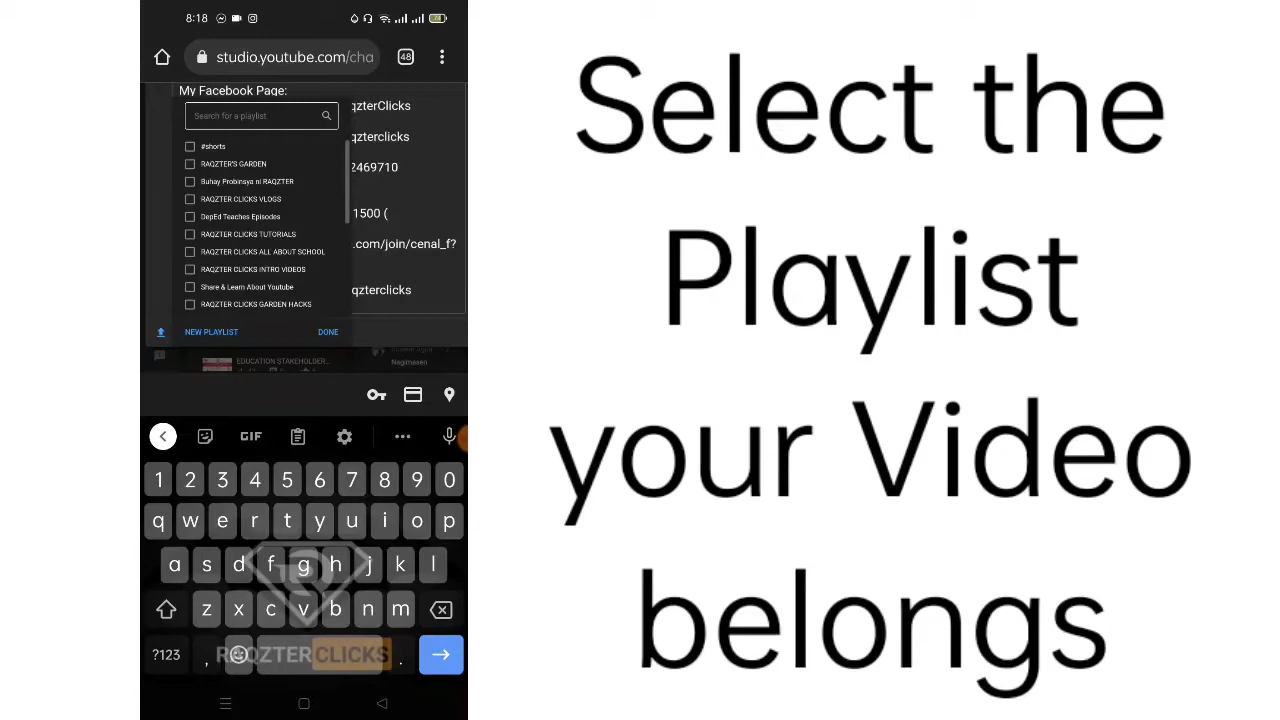 8:18
74
studio.youtube.com/cha
48
My Facebook Page:
Search for a playlist
qzterClicks
#shorts
qzterclicks
RAQZTER'S GARDEN
2469710
Buhay Probinsya ni RAQZTER
RAQZTER CLICKS VLOGS
1500 (
DepEd Teaches Episodes
RAQZTER CLICKS TUTORIALS
.com/join/cenal_f?
RAQZTER CLICKS ALL ABOUT SCHOOL
RAQZTER CLICKS INTRO VIDEOS
Share & Learn About Youtube
qzterclicks
RAQZTER CLICKS GARDEN HACKS
NEW PLAYLIST DONE
EDUCATION STAKEHOLDER...
GIF
1 2 3 4 5 6 7 8 9 0
q w e r t y u i o p
a s d f g h j k l
z x c v b n m
?123 , .
RAQZTER CLICKS
Select the
Playlist
your Video
belongs